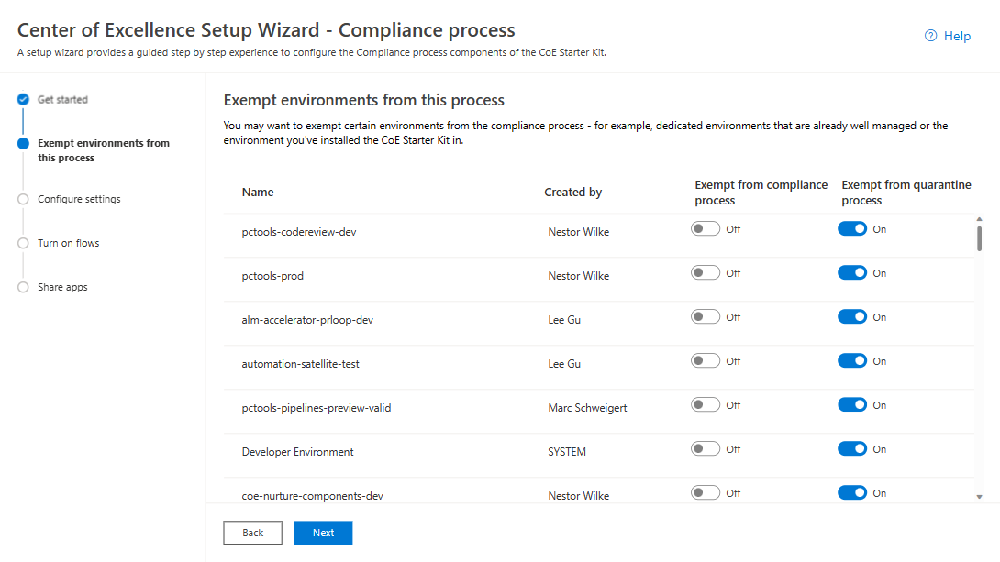 Center of Excellence Setup Wizard - Compliance process
A setup wizard provides a guided step by step experience to configure the Compliance process components of the CoE Starter Kit.
Help
Get started
Exempt environments from
this process
Configure settings
Turn on flows
Share apps
Exempt environments from this process
You may want to exempt certain environments from the compliance process - for example, dedicated environments that are already well managed or the
environment you've installed the CoE Starter Kit in.
Name Created by Exempt from compliance process Exempt from quarantine process
pctools-codereview-dev Nestor Wilke Off On
pctools-prod Nestor Wilke Off On
alm-accelerator-prloop-dev Lee Gu Off On
automation-satellite-test Lee Gu Off On
pctools-pipelines-preview-valid Marc Schweigert Off On
Developer Environment SYSTEM Off On
coe-nurture-components-dev Nestor Wilke Off On
Back Next